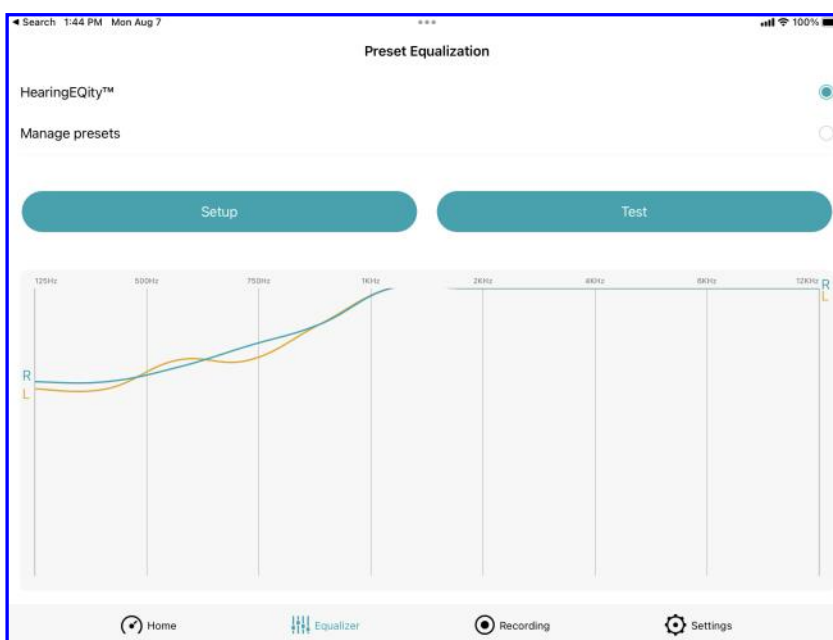 Search 1:44 PM Mon Aug 7 100%
Preset Equalization
HearingEQity™
Manage presets
Setup Test
125Hz 500Hz 750Hz 1KHz 2KHz 4KHz 6KHz 12KHz R
L
R
L
Home Equalizer Recording Settings